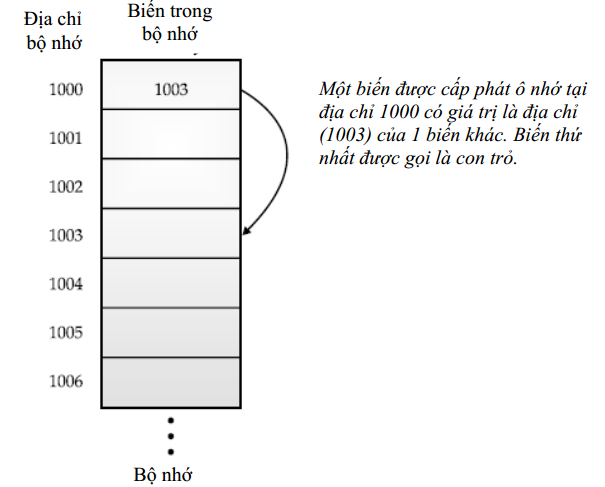 Địa chỉ
bộ nhớ
Biến trong
bộ nhớ
1000
1003
1001
1002
1003
1004
1005
1006
Bộ nhớ
Một biến được cấp phát ô nhớ tại
địa chỉ 1000 có giá trị là địa chỉ
(1003) của 1 biến khác. Biến thứ
nhất được gọi là con trỏ.